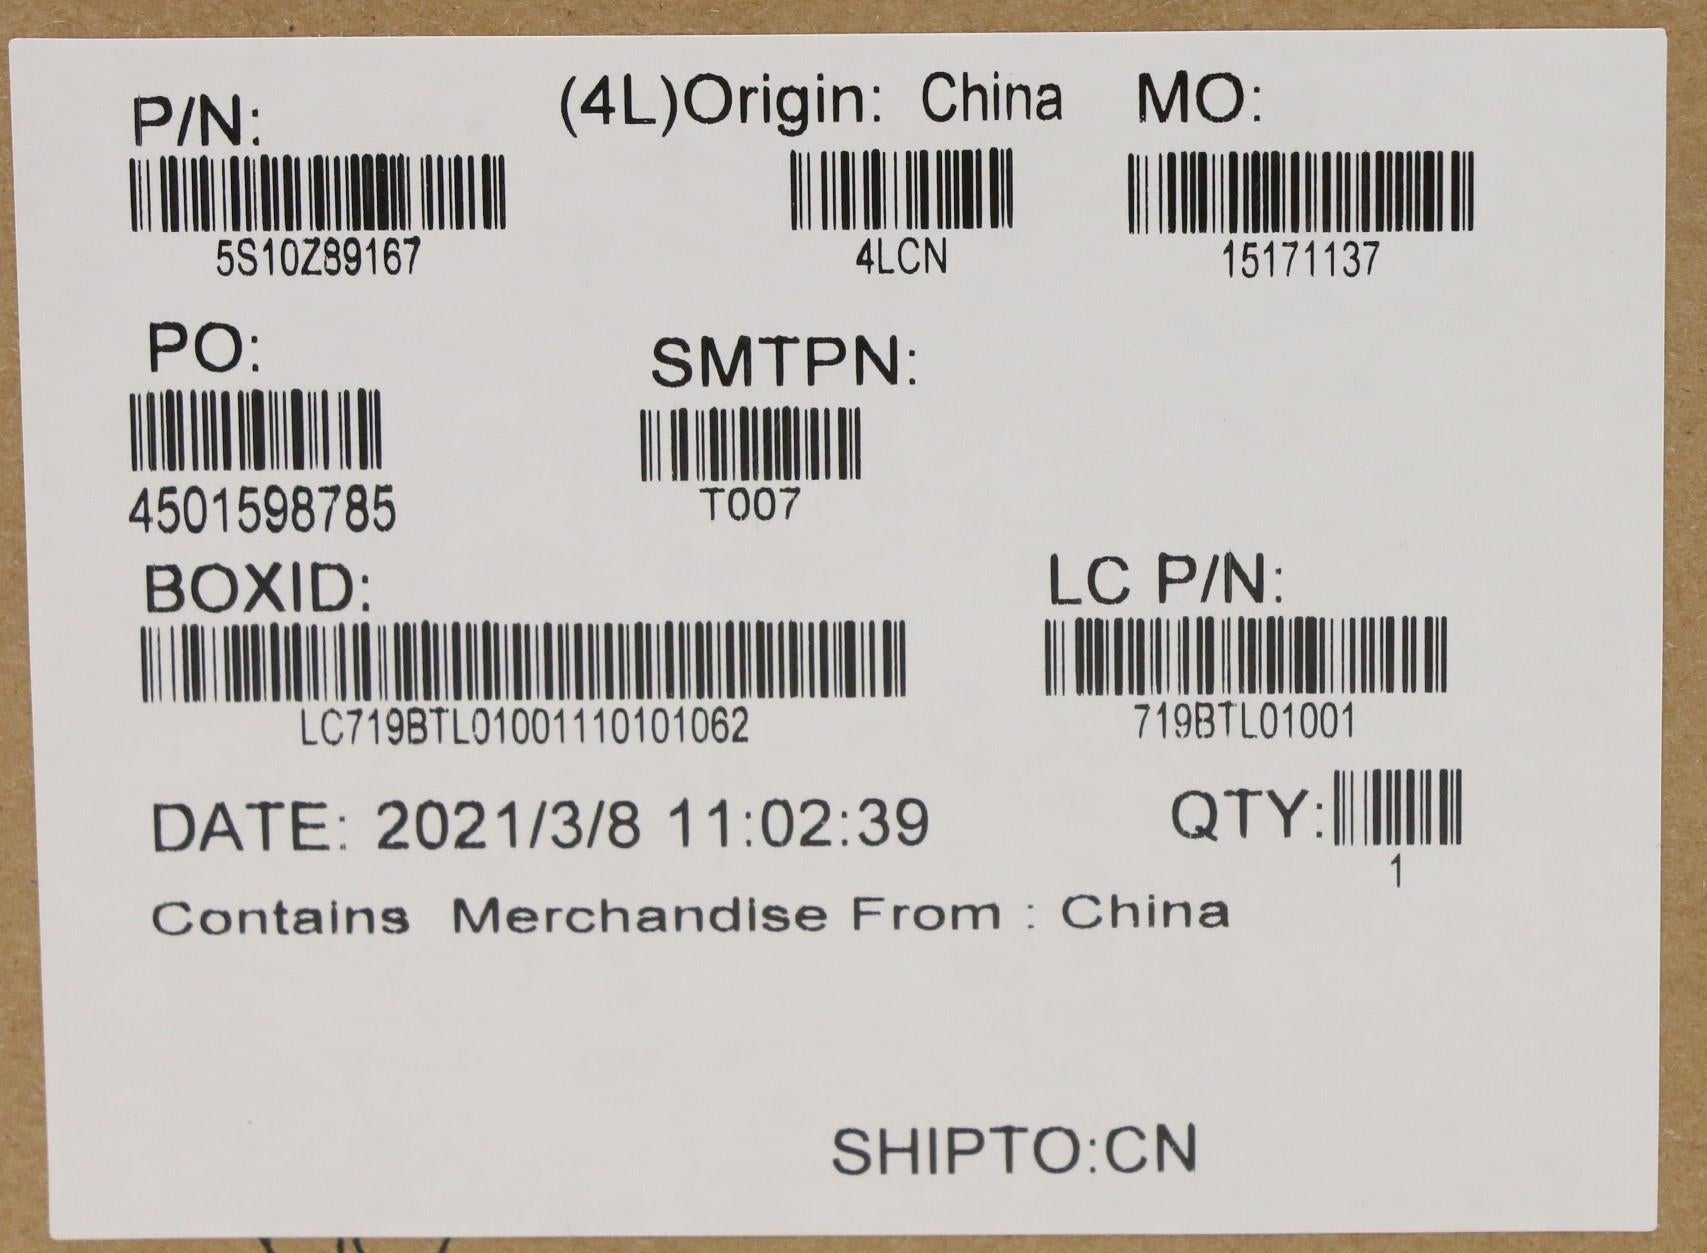 P/N:
5S10Z89167
(4L)Origin: China
4LCN
MO:
15171137
PO:
4501598785
SMTPN:
T007
BOXID:
LC719BTL01001110101062
LC P/N:
719BTL01001
DATE: 2021/3/8 11:02:39
QTY:
1
Contains Merchandise From : China
SHIPTO:CN